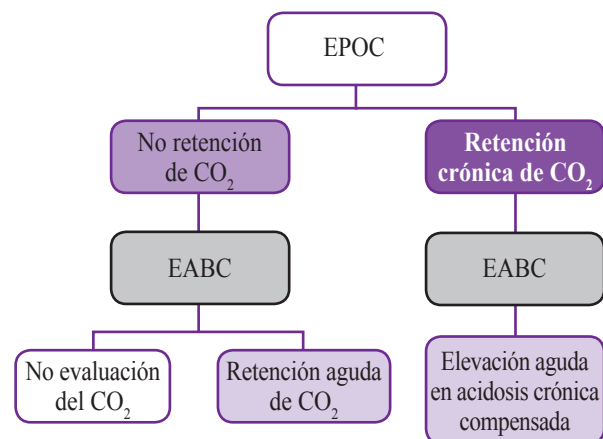 EPOC
No retención
de CO₂
Retención
crónica de CO₂
EABC
EABC
No evaluación
del CO₂
Retención aguda
de CO₂
Elevación aguda
en acidosis crónica
compensada